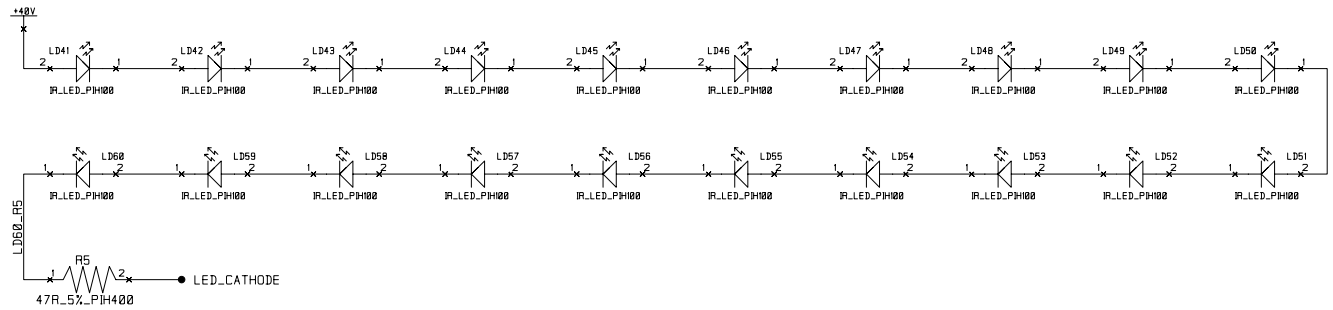 +40V
LD41 LD42 LD43 LD44 LD45 LD46 LD47 LD48 LD49 LD50
2 1 2 1 2 1 2 1 2 1 2 1 2 1 2 1 2 1 2 1
IR_LED_PIH100 IR_LED_PIH100 IR_LED_PIH100 IR_LED_PIH100 IR_LED_PIH100 IR_LED_PIH100 IR_LED_PIH100 IR_LED_PIH100 IR_LED_PIH100 IR_LED_PIH100
LD60 LD59 LD58 LD57 LD56 LD55 LD54 LD53 LD52 LD51
1 2 1 2 1 2 1 2 1 2 1 2 1 2 1 2 1 2 1 2
IR_LED_PIH100 IR_LED_PIH100 IR_LED_PIH100 IR_LED_PIH100 IR_LED_PIH100 IR_LED_PIH100 IR_LED_PIH100 IR_LED_PIH100 IR_LED_PIH100 IR_LED_PIH100
LD60_R5
R5
1 2
LED_CATHODE
47R_5%_PIH400